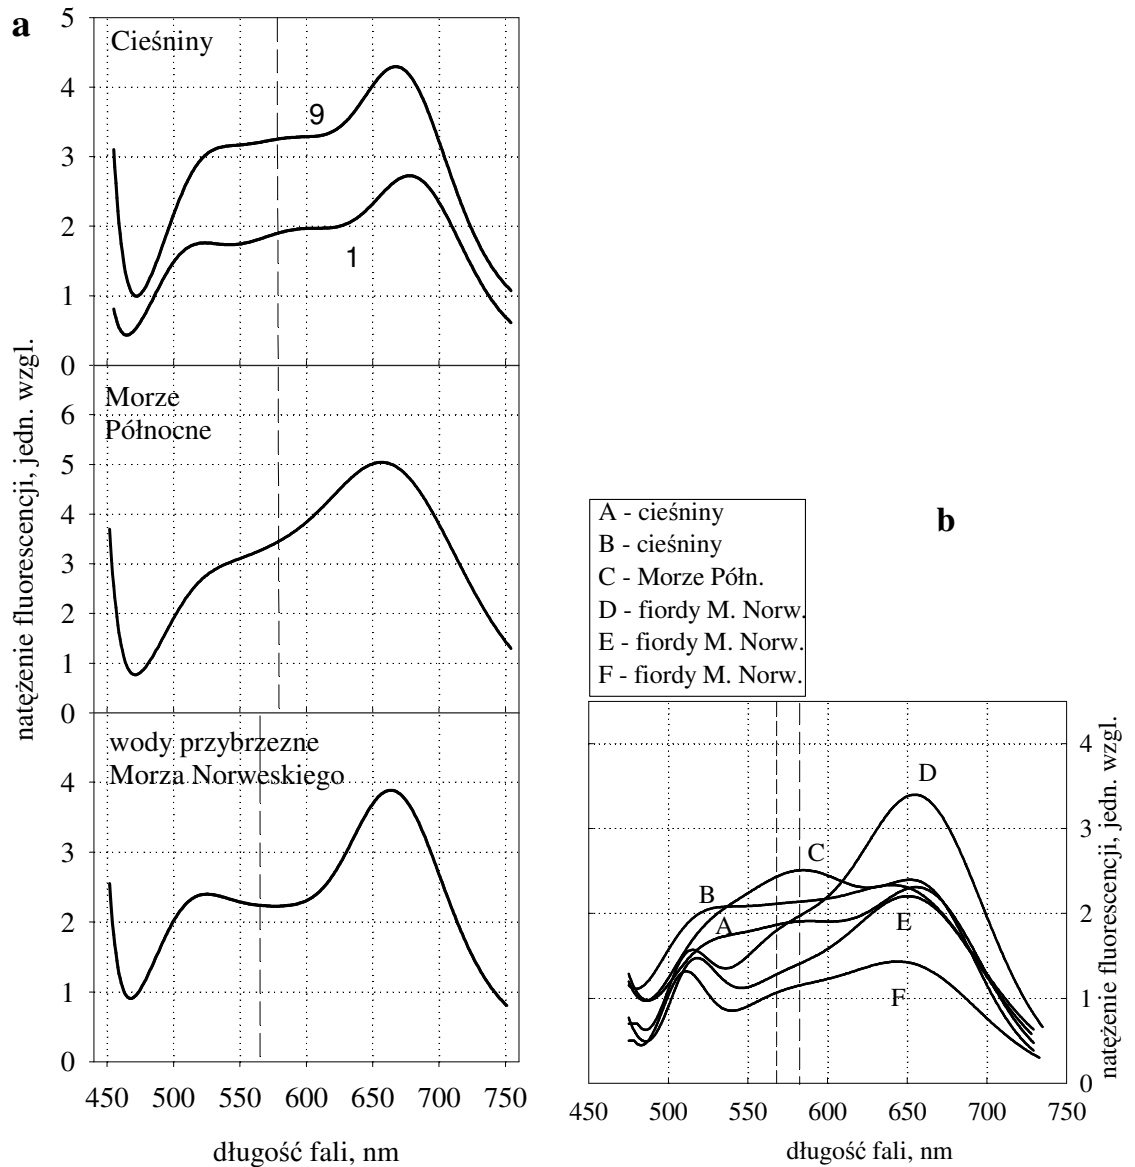 a
5
Cieśniny
4
9
3
2
1
1
0
Morze
Północne
6
5
4
3
2
1
0
wody przybrzezne
Morza Norweskiego
4
3
2
1
0
450 500 550 600 650 700 750
długość fali, nm
natężenie fluorescencji, jedn. wzgl.
b
A - cieśniny
B - cieśniny
C - Morze Półn.
D - fiordy M. Norw.
E - fiordy M. Norw.
F - fiordy M. Norw.
4
D
C
3
B
A
2
E
F
1
0
450 500 550 600 650 700 750
długość fali, nm
natężenie fluorescencji, jedn. wzgl.